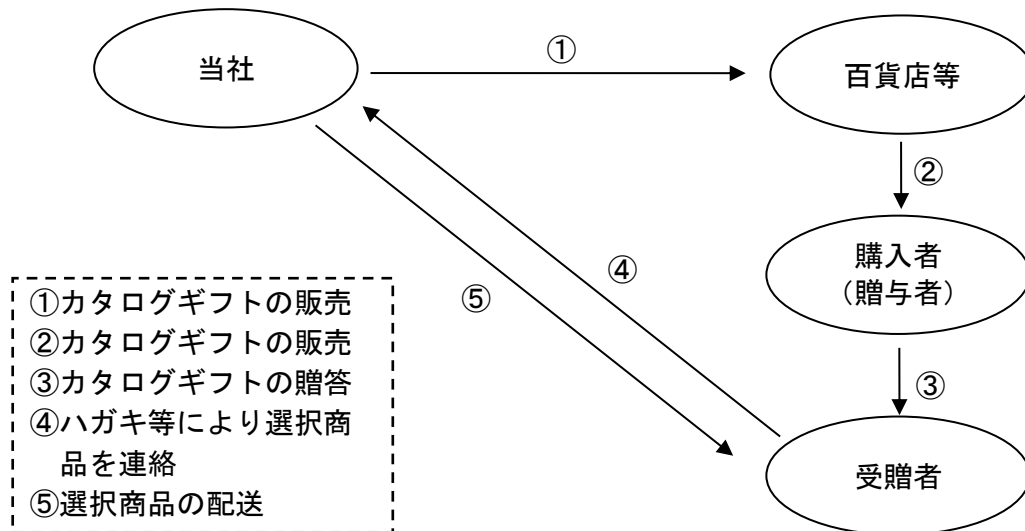 当社
①
百貨店等
②
購入者
（贈与者）
④
⑤
③
受贈者
①カタログギフトの販売
②カタログギフトの販売
③カタログギフトの贈答
④ハガキ等により選択商
品を連絡
⑤選択商品の配送